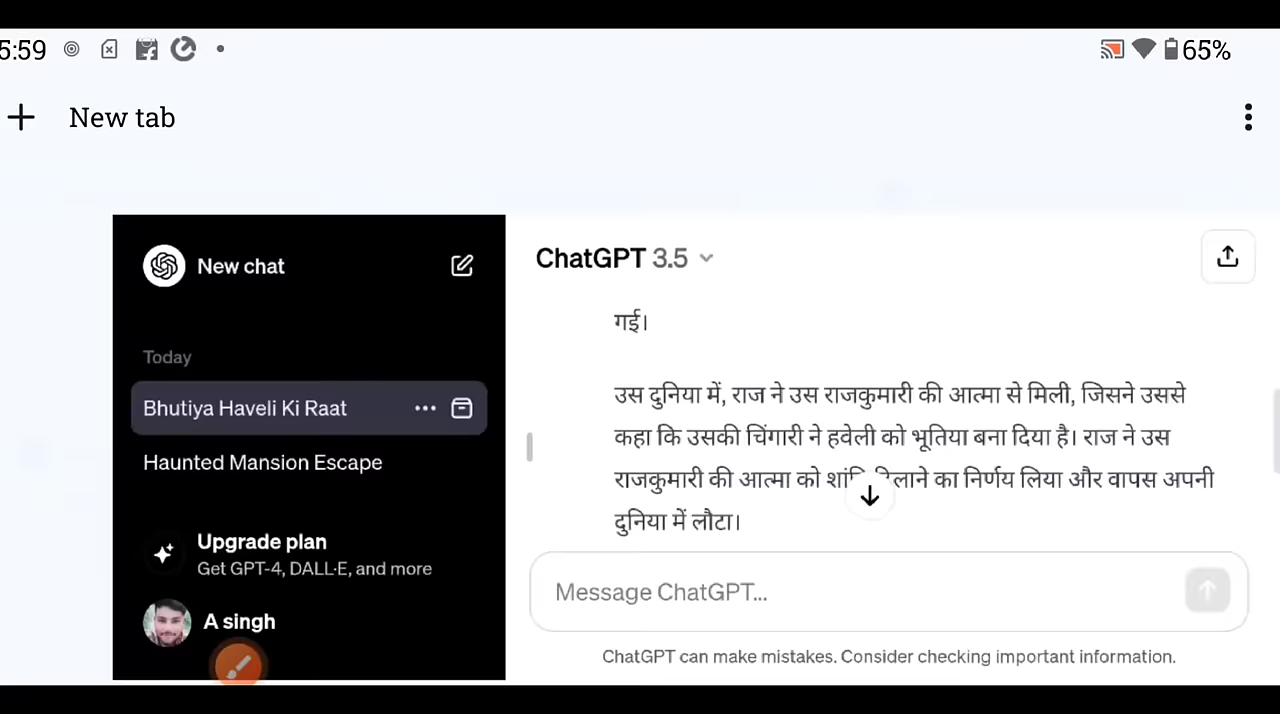 5:59
65%
New tab
New chat
ChatGPT 3.5
गई।
Today
Bhutiya Haveli Ki Raat
Haunted Mansion Escape
उस दुनिया में, राज ने उस राजकुमारी की आत्मा से मिली, जिसने उससे
कहा कि उसकी चिंगारी ने हवेली को भूतिया बना दिया है। राज ने उस
राजकुमारी की आत्मा को का निर्णय लिया और वापस अपनी
दुनिया में लौटा।
Upgrade plan
Get GPT-4, DALL·E, and more
A singh
Message ChatGPT...
ChatGPT can make mistakes. Consider checking important information.